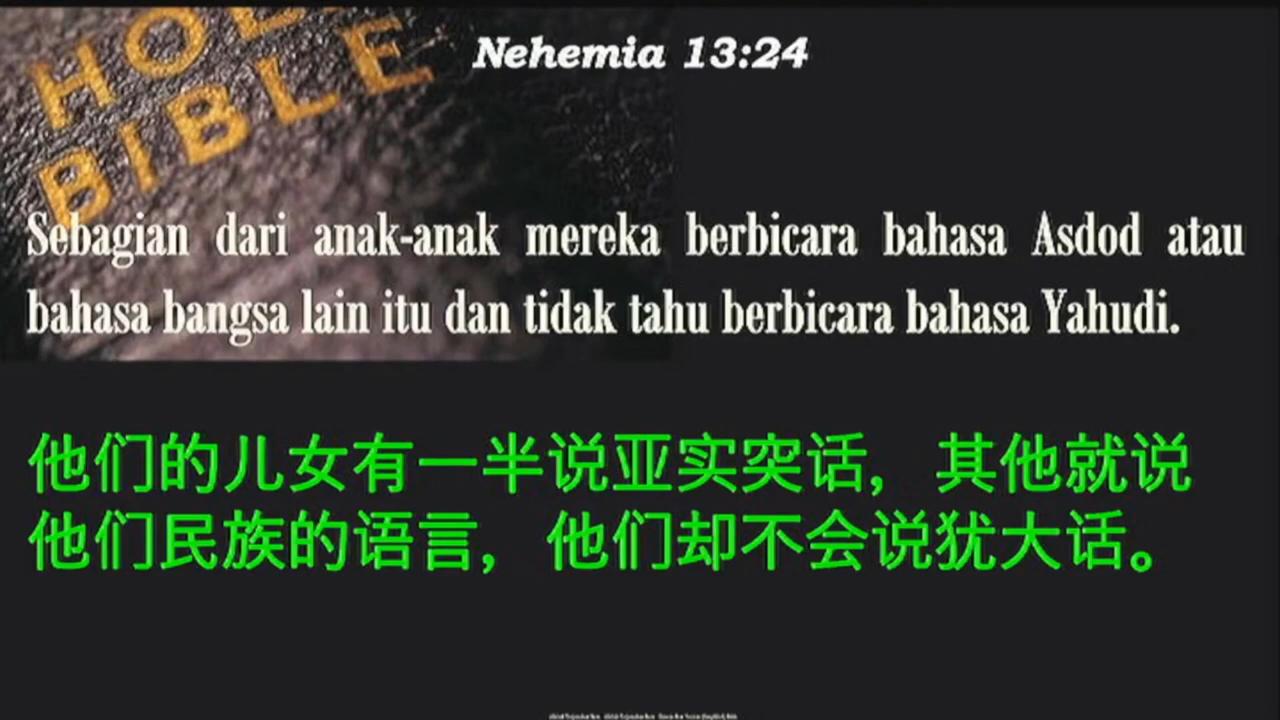 HOLY
BIBLE
Nehemia 13:24
Sebagian dari anak-anak mereka berbicara bahasa Asdod atau
bahasa bangsa lain itu dan tidak tahu berbicara bahasa Yahudi.
他们的儿女有一半说亚实突话，其他就说
他们民族的语言，他们却不会说犹大话。